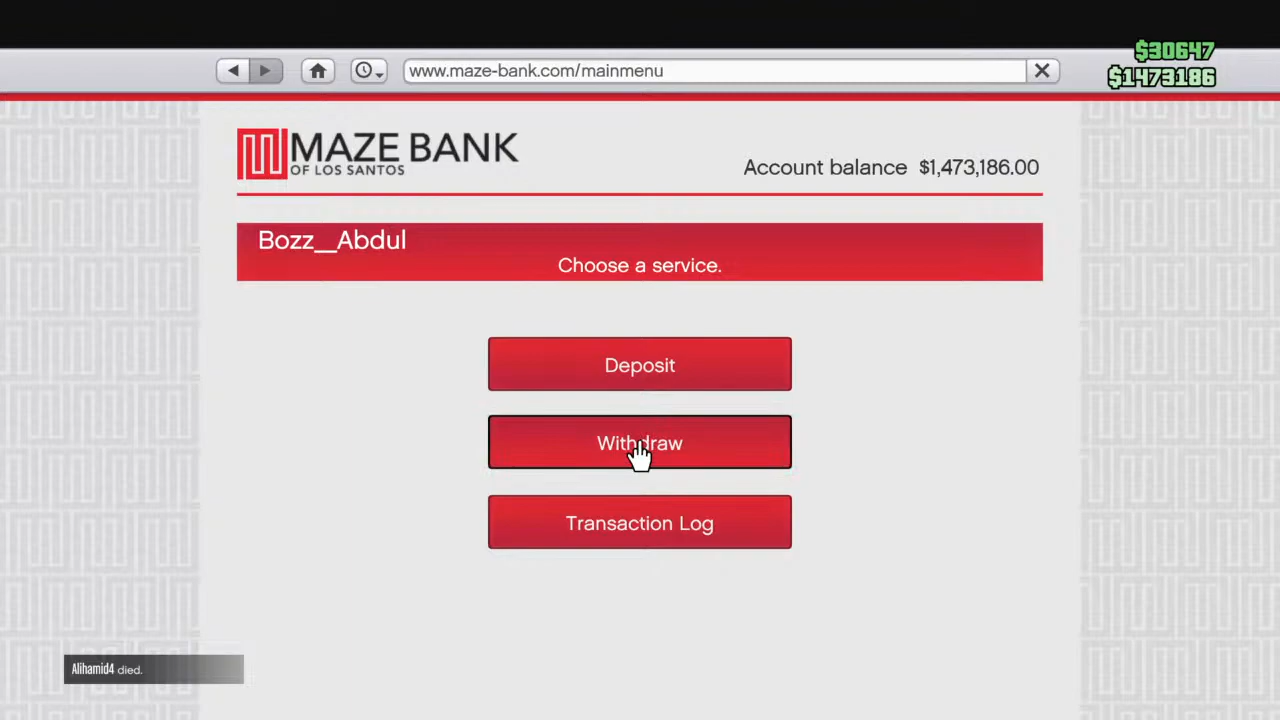 $30647
$1473186
www.maze-bank.com/mainmenu
MAZE BANK
OF LOS SANTOS
Account balance $1,473,186.00
Bozz__Abdul
Choose a service.
Deposit
Withdraw
Transaction Log
Alihamid4 died.